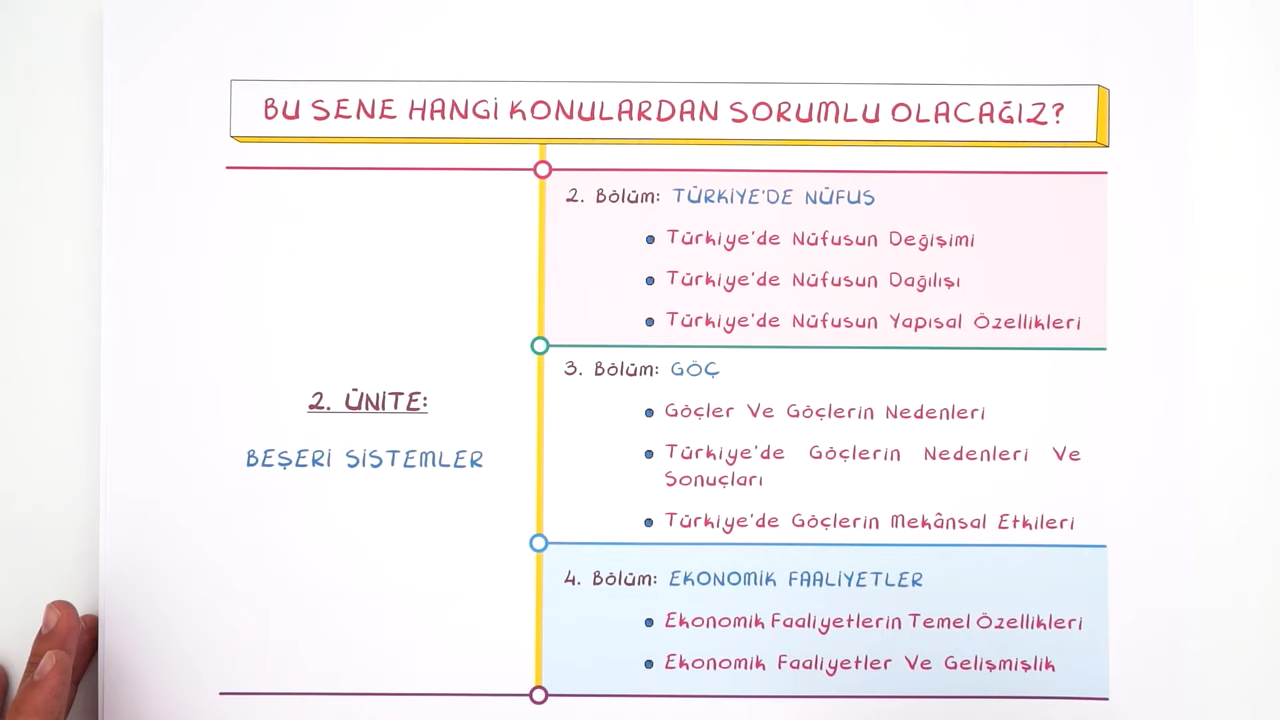 BU SENE HANGİ KONULARDAN SORUMLU OLACAĞIZ?
2. ÜNİTE:
BEŞERİ SİSTEMLER
2. Bölüm: TÜRKİYE'DE NÜFUS
• Türkiye'de Nüfusun Değişimi
• Türkiye'de Nüfusun Dağılışı
• Türkiye'de Nüfusun Yapısal Özellikleri
3. Bölüm: GÖÇ
• Göçler Ve Göçlerin Nedenleri
• Türkiye'de Göçlerin Nedenleri Ve
Sonuçları
• Türkiye'de Göçlerin Mekânsal Etkileri
4. Bölüm: EKONOMİK FAALİYETLER
• Ekonomik Faaliyetlerin Temel Özellikleri
• Ekonomik Faaliyetler Ve Gelişmişlik